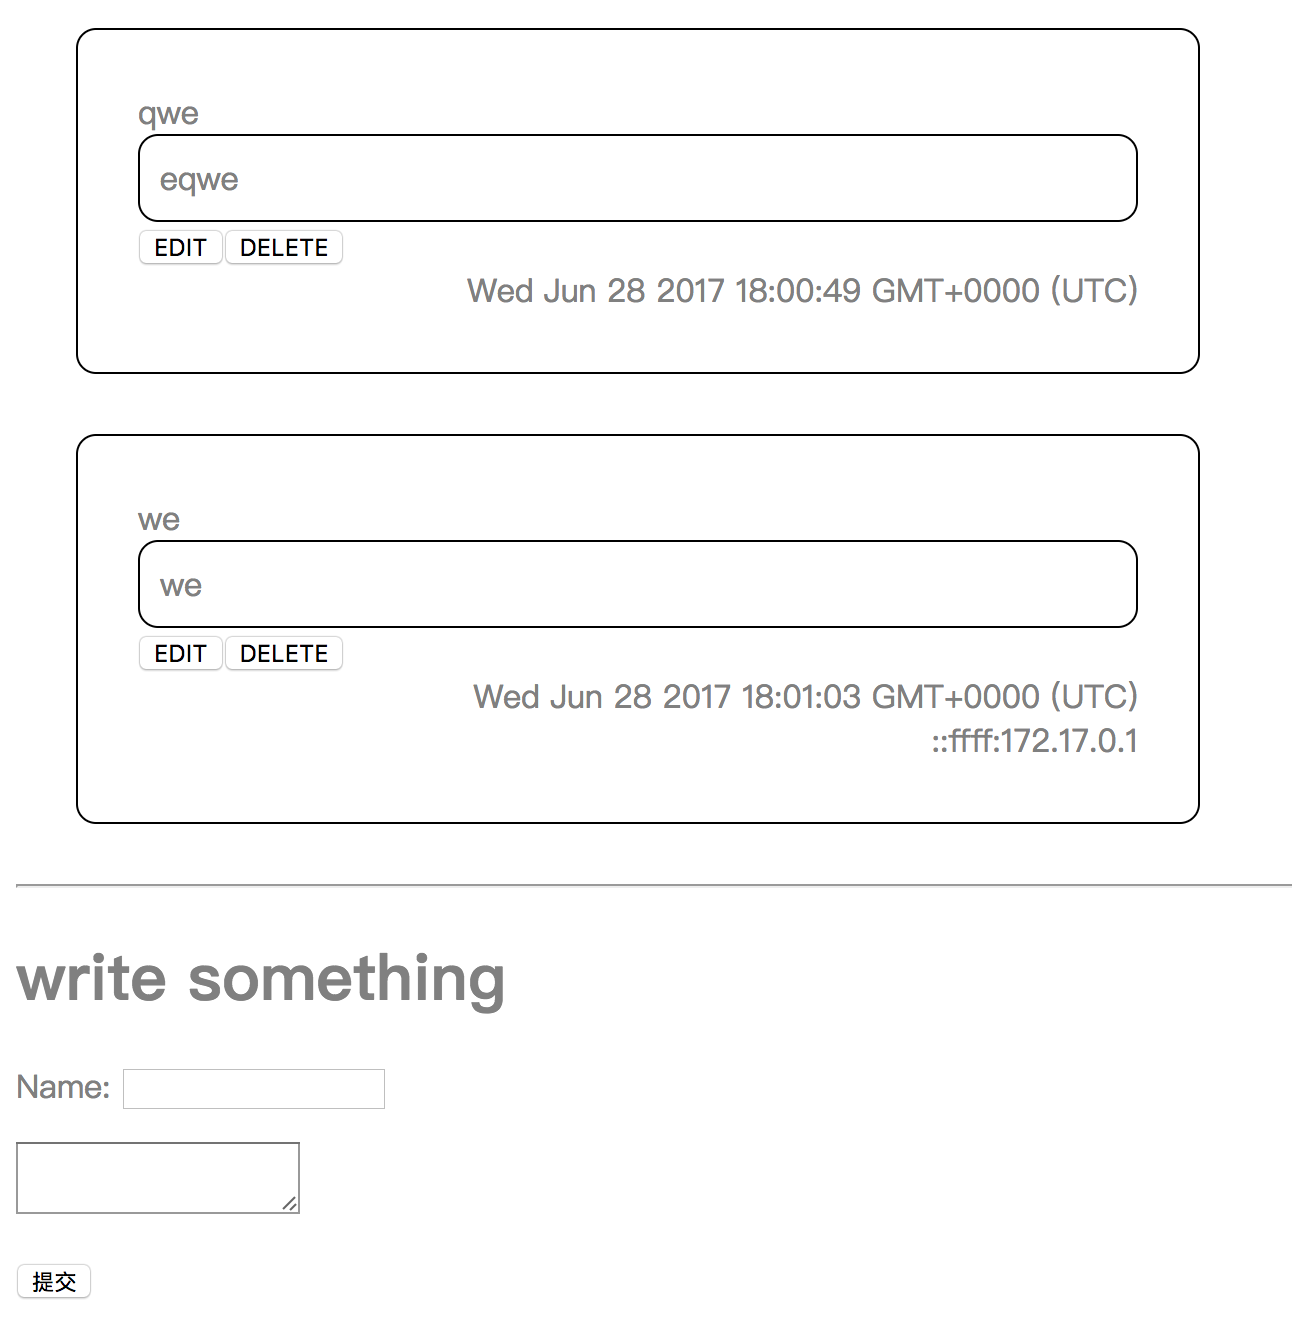 qwe
eqwe
EDIT DELETE
Wed Jun 28 2017 18:00:49 GMT+0000 (UTC)
we
we
EDIT DELETE
Wed Jun 28 2017 18:01:03 GMT+0000 (UTC)
::ffff:172.17.0.1
write something
Name:
提交